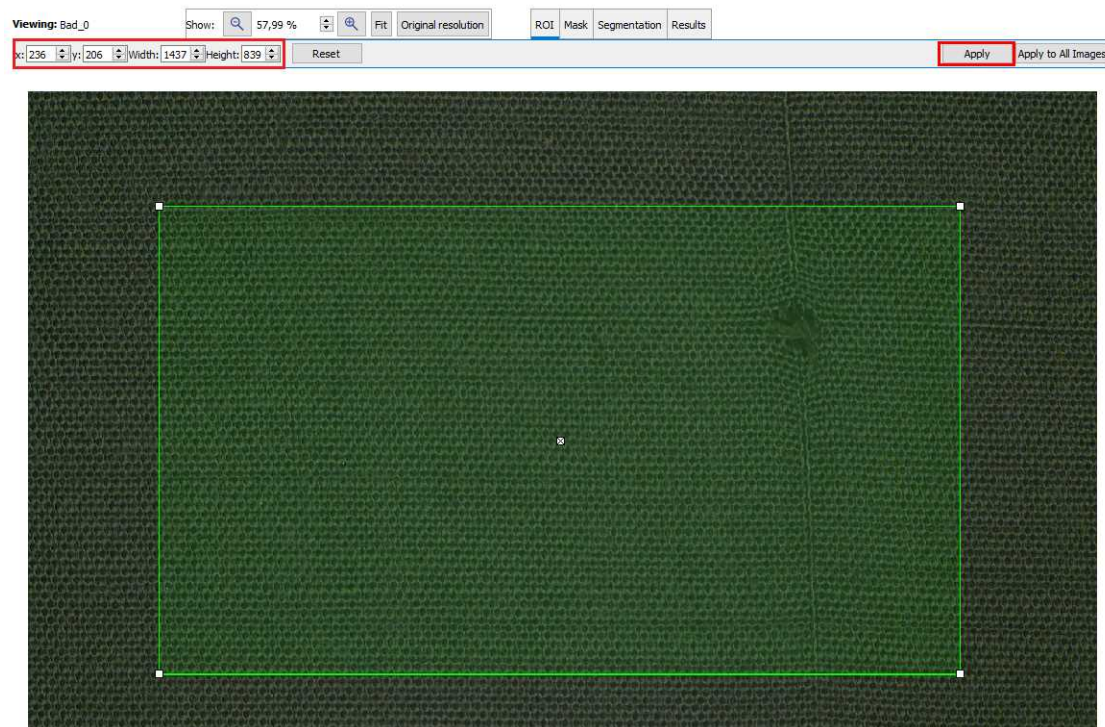 Viewing: Bad_0 Show: 57,99 % Fit Original resolution ROI Mask Segmentation Results
x: 236 y: 206 Width: 1437 Height: 839 Reset Apply Apply to All Images